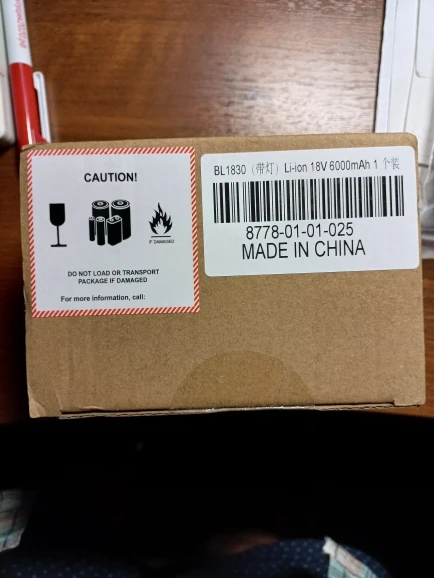 CAUTION!
IF DAMAGED
DO NOT LOAD OR TRANSPORT
PACKAGE IF DAMAGED
For more information, call:
BL1830（带灯）Li-ion 18V 6000mAh 1 个装
8778-01-01-025
MADE IN CHINA